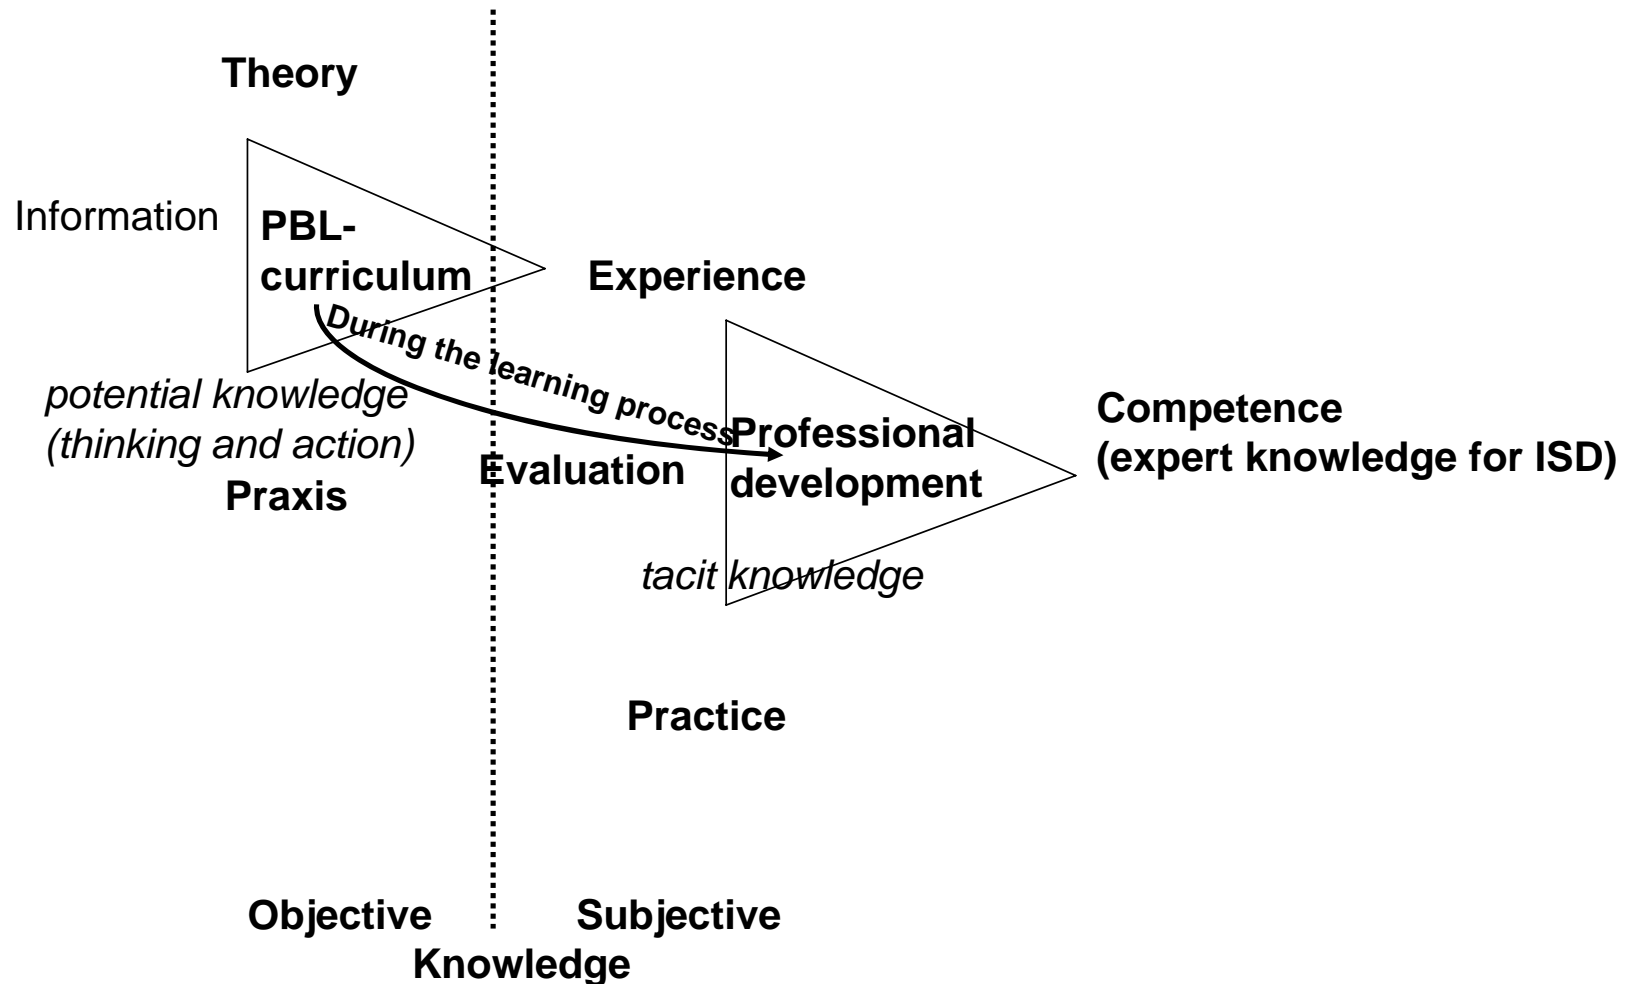 Theory
Information
PBL-
curriculum
Experience
During the learning process
potential knowledge
(thinking and action)
Praxis
Evaluation
Professional
development
Competence
(expert knowledge for ISD)
tacit knowledge
Practice
Objective
Subjective
Knowledge